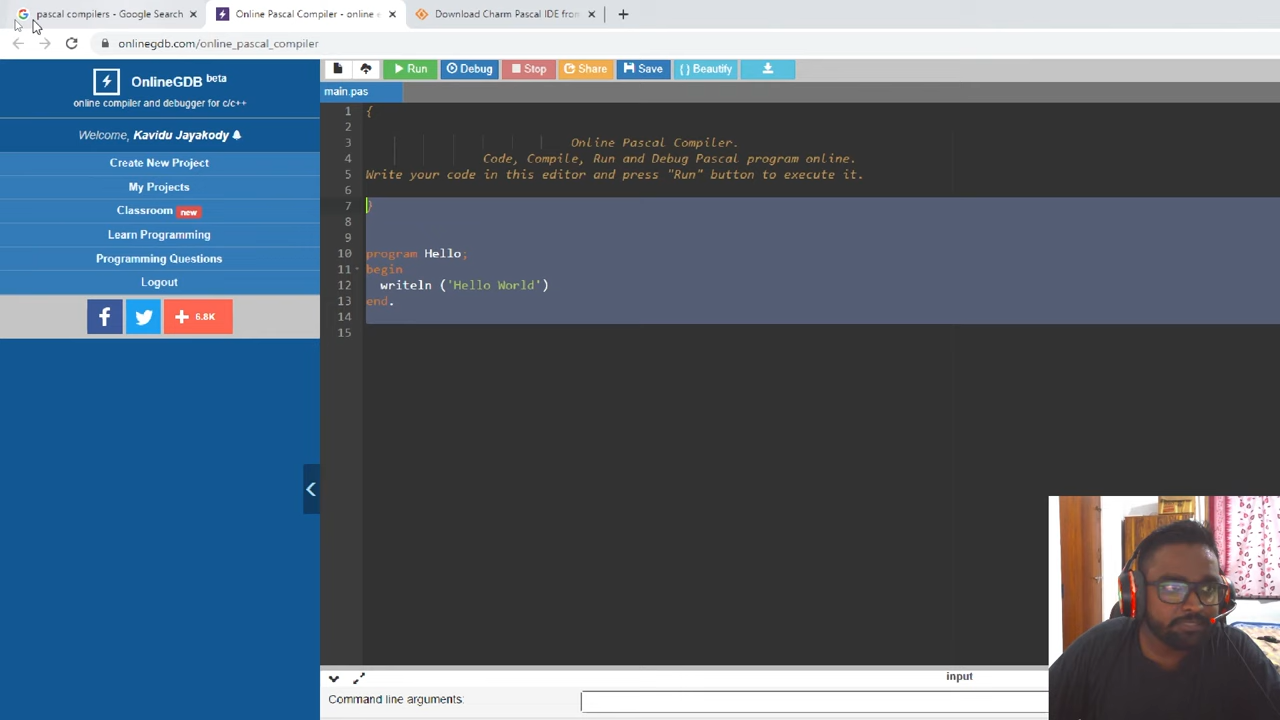 pascal compilers - Google Search
Online Pascal Compiler - online e
Download Charm Pascal IDE from
onlinegdb.com/online_pascal_compiler
OnlineGDB beta
online compiler and debugger for c/c++
Welcome, Kavidu Jayakody
Create New Project
My Projects
Classroom new
Learn Programming
Programming Questions
Logout
6.8K
Run
Debug
Stop
Share
Save
{ } Beautify
main.pas
1 {
2
3 Online Pascal Compiler.
4 Code, Compile, Run and Debug Pascal program online.
5 Write your code in this editor and press "Run" button to execute it.
6
7 }
8
9
10 program Hello;
11 begin
12 writeln ('Hello World')
13 end.
14
15
input
Command line arguments: